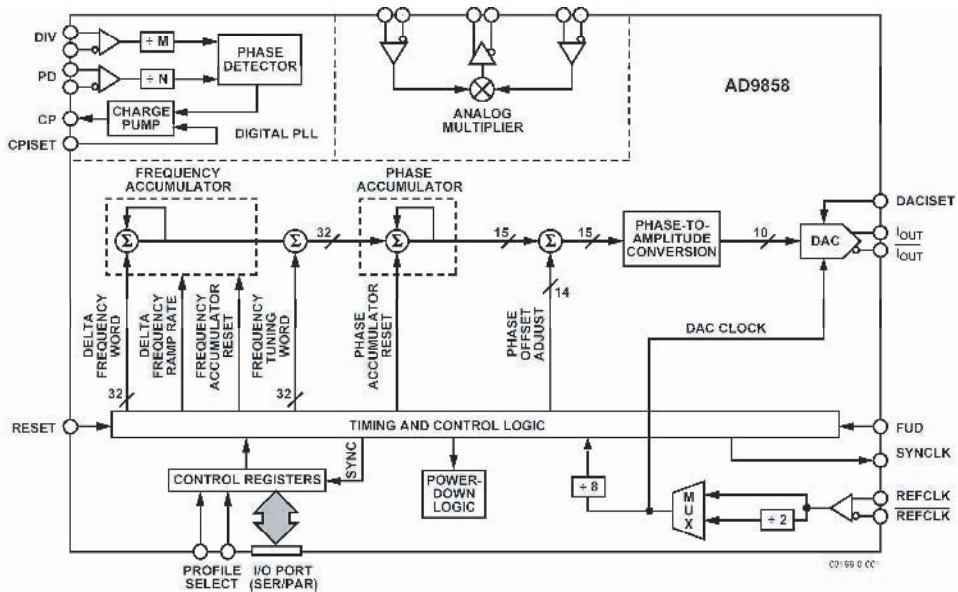 DIV
÷ M
PHASE
DETECTOR
PD
÷ N
CP
CHARGE
PUMP
CPISET
DIGITAL PLL
ANALOG
MULTIPLIER
AD9858
FREQUENCY
ACCUMULATOR
PHASE
ACCUMULATOR
DACISET
Σ
Σ
32
Σ
15
Σ
15
PHASE-TO-
AMPLITUDE
CONVERSION
10
DAC
IOUT
IOUT
14
DELTA
FREQUENCY
WORD
DELTA
FREQUENCY
RAMP RATE
FREQUENCY
ACCUMULATOR
RESET
FREQUENCY
TUNING
WORD
PHASE
ACCUMULATOR
RESET
PHASE
OFFSET
ADJUST
DAC CLOCK
32
32
RESET
TIMING AND CONTROL LOGIC
FUD
SYNCLK
SYNC
CONTROL REGISTERS
POWER-
DOWN
LOGIC
÷ 8
MUX
÷ 2
REFCLK
REFCLK
PROFILE
SELECT
I/O PORT
(SER/PAR)